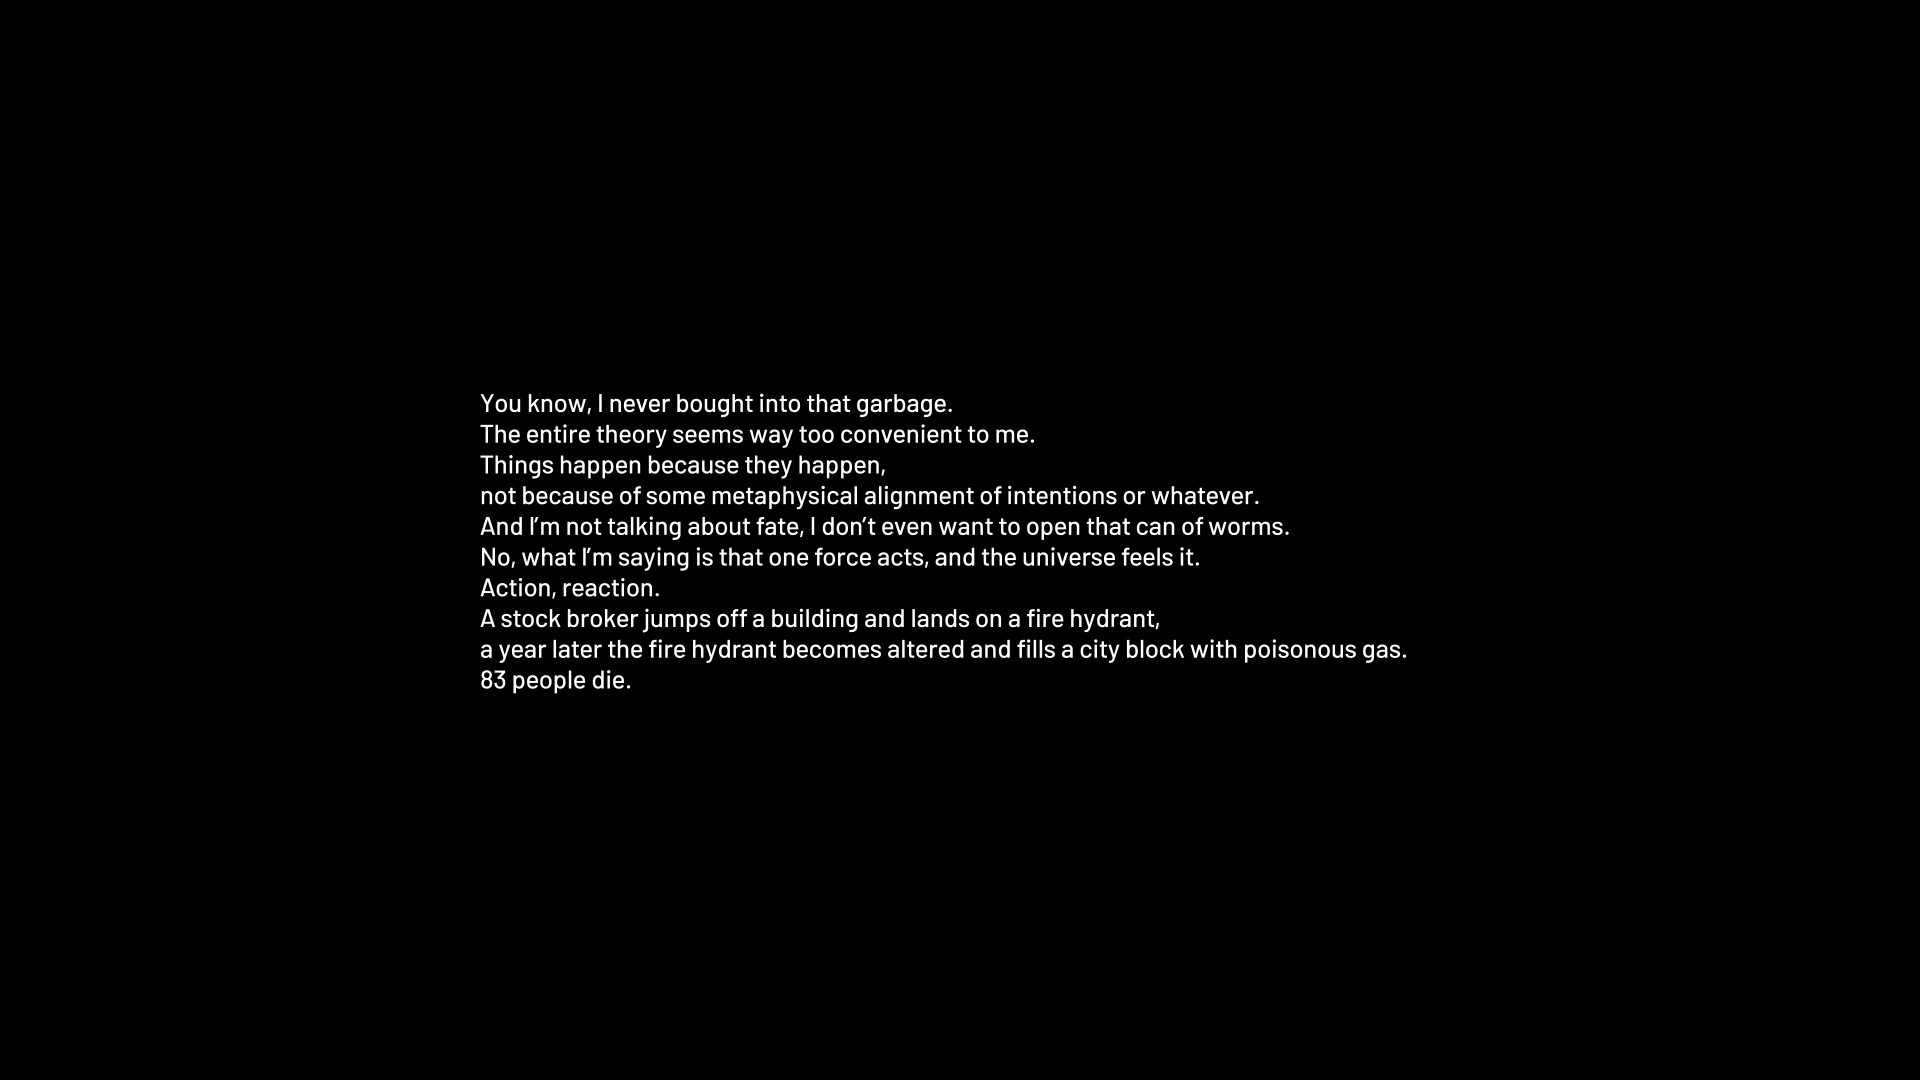 You know, I never bought into that garbage.
The entire theory seems way too convenient to me.
Things happen because they happen,
not because of some metaphysical alignment of intentions or whatever.
And I’m not talking about fate, I don’t even want to open that can of worms.
No, what I’m saying is that one force acts, and the universe feels it.
Action, reaction.
A stock broker jumps off a building and lands on a fire hydrant,
a year later the fire hydrant becomes altered and fills a city block with poisonous gas.
83 people die.